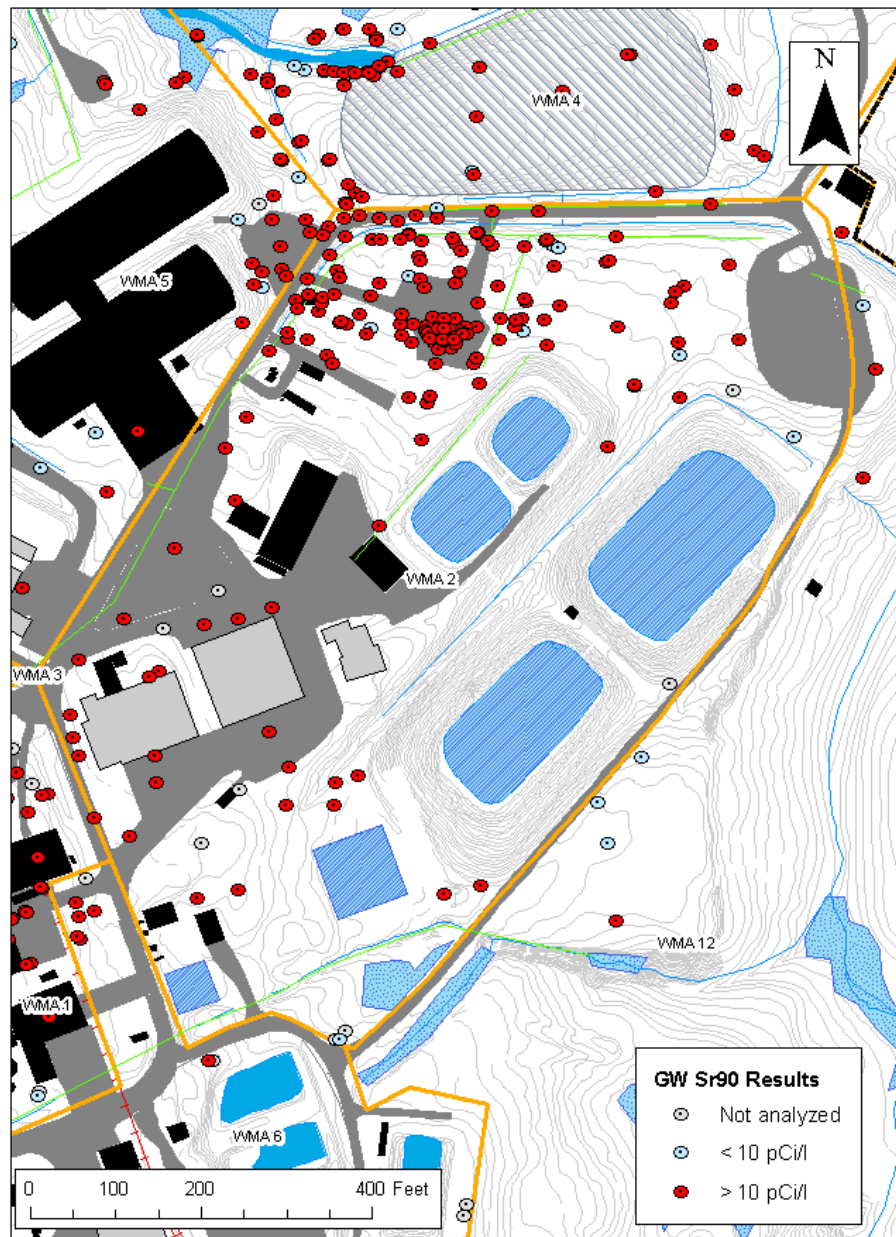 N
WMA 4
WMA 5
WMA 2
WMA 3
WMA 12
WMA 1
WMA 6
GW Sr90 Results
Not analyzed
< 10 pCi/l
> 10 pCi/l
0 100 200 400 Feet